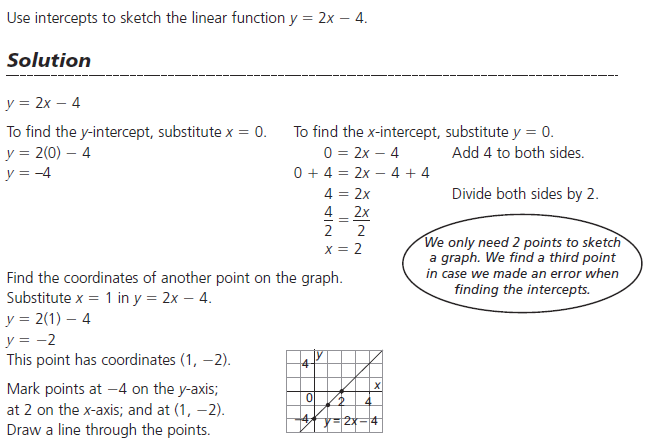 Use intercepts to sketch the linear function y = 2x – 4.
Solution
y = 2x – 4
To find the y-intercept, substitute x = 0.
y = 2(0) – 4
y = –4
To find the x-intercept, substitute y = 0.
0 = 2x – 4 Add 4 to both sides.
0 + 4 = 2x – 4 + 4
4 = 2x Divide both sides by 2.
4/2 = 2x/2
x = 2
We only need 2 points to sketch
a graph. We find a third point
in case we made an error when
finding the intercepts.
Find the coordinates of another point on the graph.
Substitute x = 1 in y = 2x – 4.
y = 2(1) – 4
y = –2
This point has coordinates (1, –2).
Mark points at –4 on the y-axis;
at 2 on the x-axis; and at (1, –2).
Draw a line through the points.
y
4
x
0 2 4
–4
y = 2x – 4